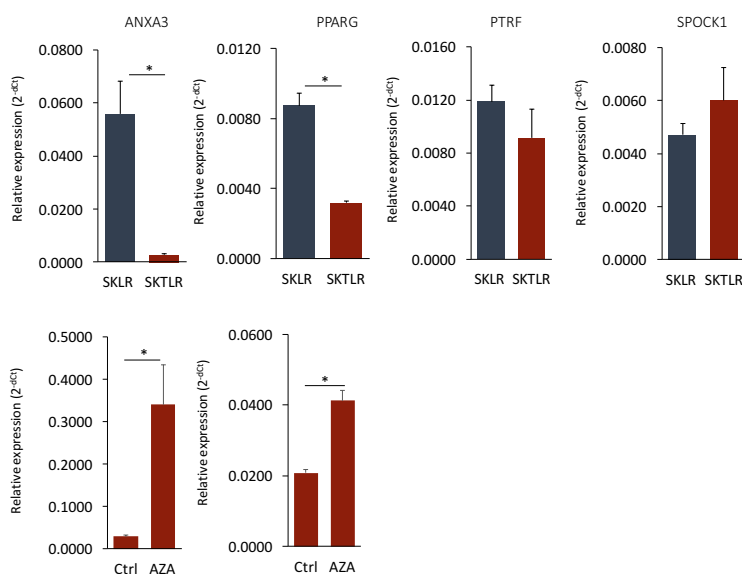 ANXA3
PPARG
PTRF
SPOCK1
Relative expression (2-dCt)
0.0800
0.0600
0.0400
0.0200
0.0000
*
SKLR SKTLR
Relative expression (2-dCt)
0.0120
0.0080
0.0040
0.0000
*
SKLR SKTLR
Relative expression (2-dCt)
0.0160
0.0120
0.0080
0.0040
0.0000
SKLR SKTLR
Relative expression (2-dCt)
0.0080
0.0060
0.0040
0.0020
0.0000
SKLR SKTLR
Relative expression (2-dCt)
0.5000
0.4000
0.3000
0.2000
0.1000
0.0000
*
Ctrl AZA
Relative expression (2-dCt)
0.0600
0.0400
0.0200
0.0000
*
Ctrl AZA